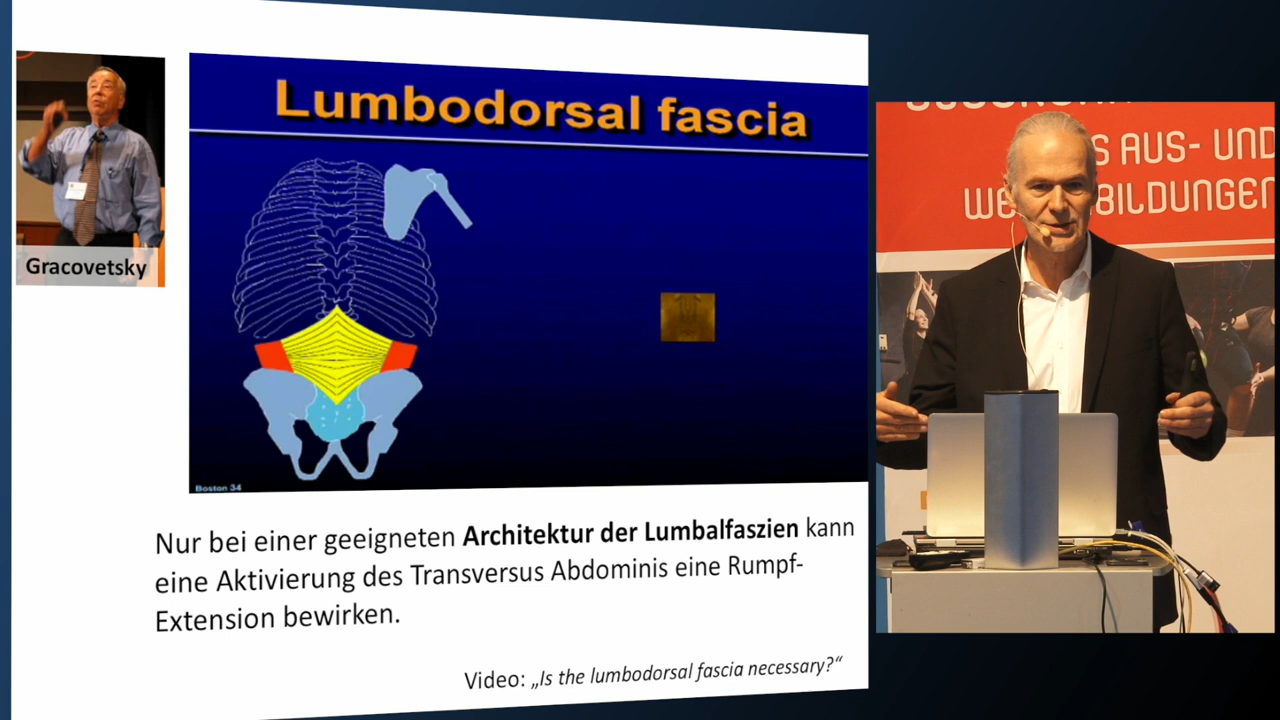 Gracovetsky
Lumbodorsal fascia
Boston 34
Nur bei einer geeigneten Architektur der Lumbalfaszien kann
eine Aktivierung des Transversus Abdominis eine Rumpf-
Extension bewirken.
Video: „Is the lumbodorsal fascia necessary?“
AUS- UND
BILDUNGEN